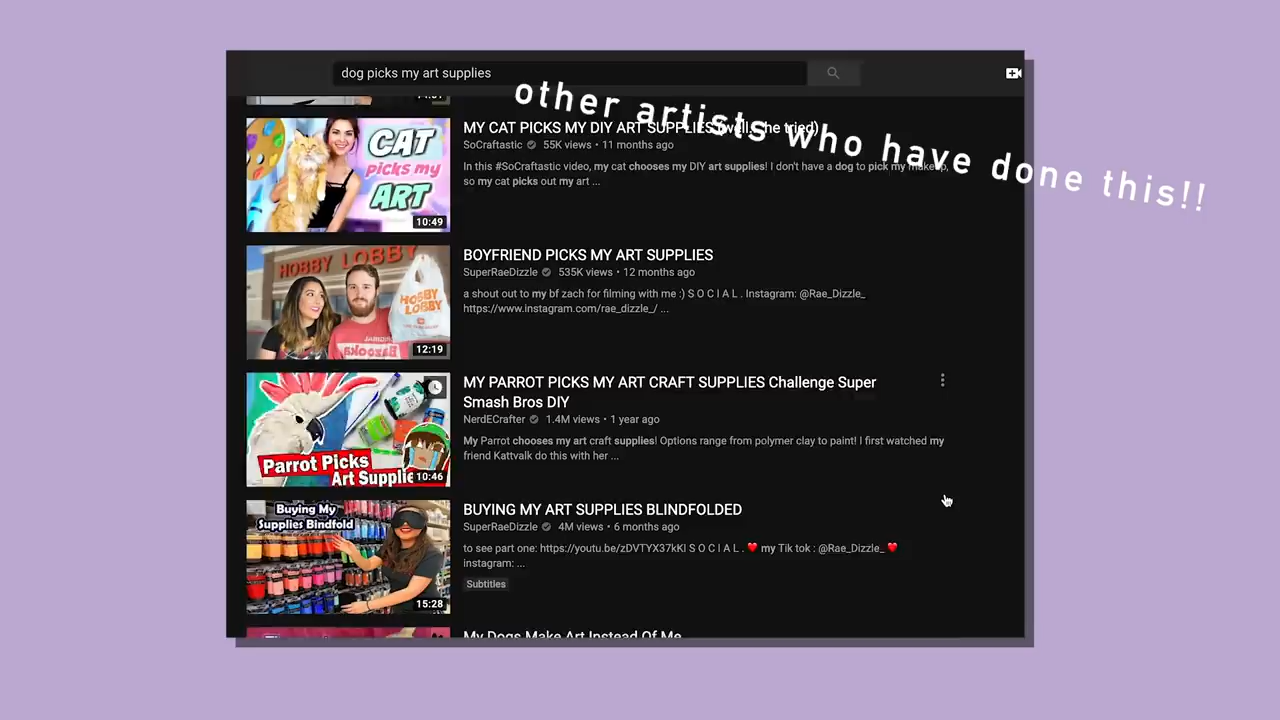 dog picks my art supplies
other artists who have done this!!
MY CAT PICKS MY DIY ART SUPPLIES (well.. he tried)
SoCraftastic 55K views • 11 months ago
In this #SoCraftastic video, my cat chooses my DIY art supplies! I don't have a dog to pick my makeup,
so my cat picks out my art ...
CAT
picks my
ART
10:49
BOYFRIEND PICKS MY ART SUPPLIES
SuperRaeDizzle 535K views • 12 months ago
a shout out to my bf zach for filming with me :) S O C I A L . Instagram: @Rae_Dizzle_
https://www.instagram.com/rae_dizzle_/ ...
HOBBY LOBBY
HOBBY
LOBBY
12:19
MY PARROT PICKS MY ART CRAFT SUPPLIES Challenge Super
Smash Bros DIY
NerdECrafter 1.4M views • 1 year ago
My Parrot chooses my art craft supplies! Options range from polymer clay to paint! I first watched my
friend Kattvalk do this with her ...
Parrot Picks
Art Supplie
10:46
BUYING MY ART SUPPLIES BLINDFOLDED
SuperRaeDizzle 4M views • 6 months ago
to see part one: https://youtu.be/zDVTYX37kKI S O C I A L . ❤️ my Tik tok : @Rae_Dizzle_ ❤️
instagram: ...
Subtitles
Buying My
Supplies Bindfold
15:28
My Dogs Make Art Instead Of Me